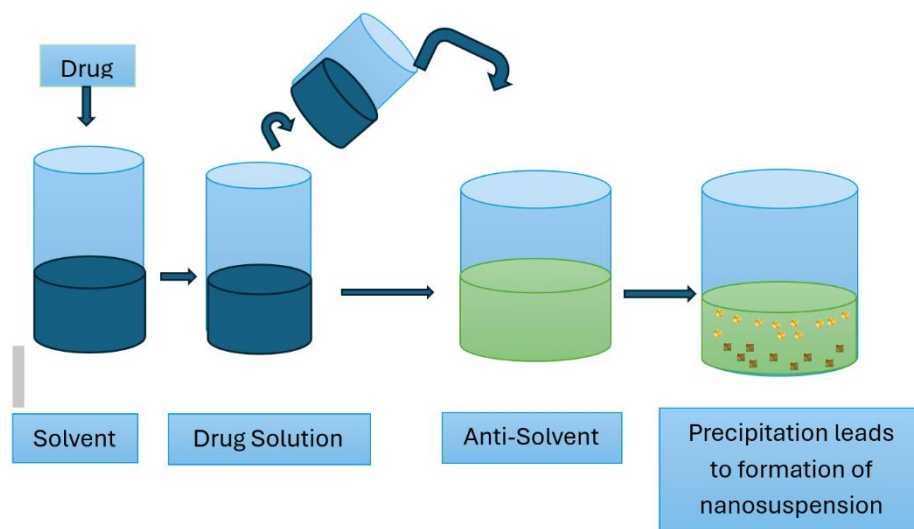 Drug
Solvent
Drug Solution
Anti-Solvent
Precipitation leads
to formation of
nanosuspension